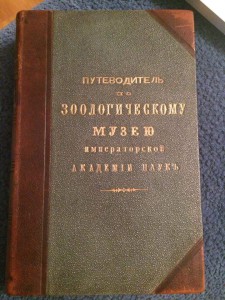 ПУТЕВОДИТЕЛЬ
ПО
ЗООЛОГИЧЕСКОМУ
МУЗЕЮ
ИМПЕРАТОРСКОЙ
АКАДЕМІИ НАУКЪ